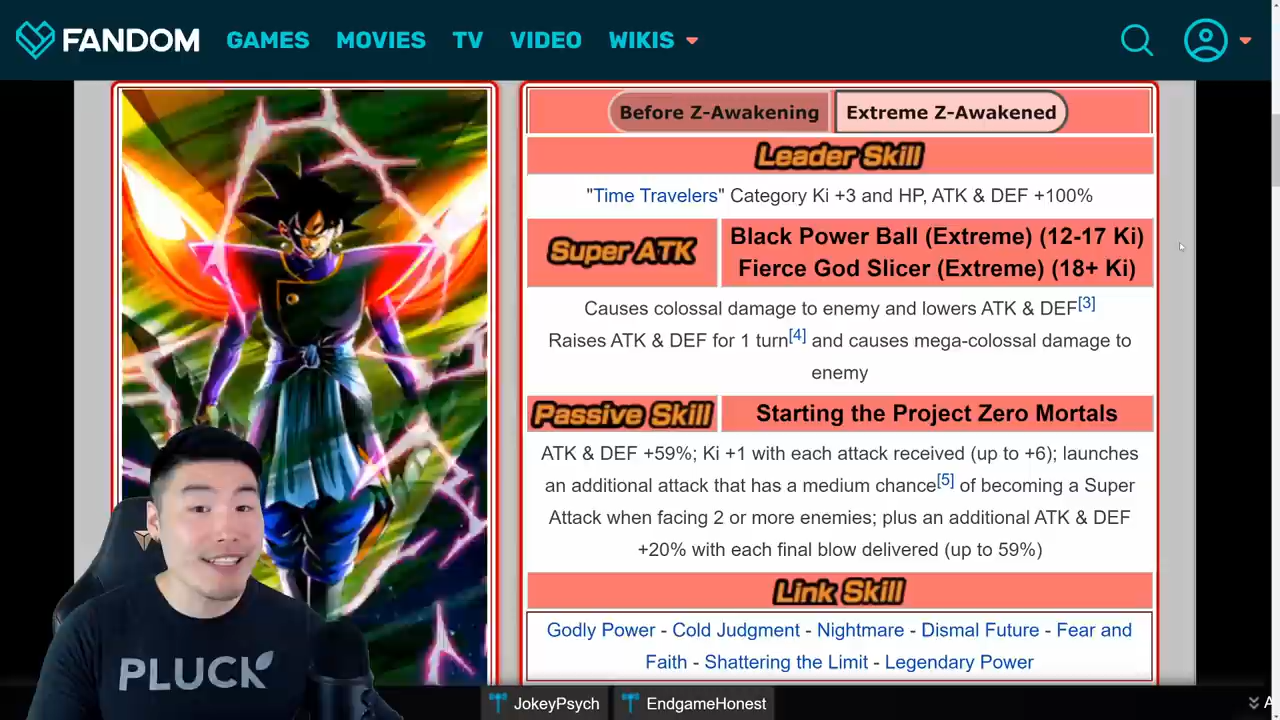 FANDOM GAMES MOVIES TV VIDEO WIKIS
Before Z-Awakening Extreme Z-Awakened
Leader Skill
"Time Travelers" Category Ki +3 and HP, ATK & DEF +100%
Super ATK
Black Power Ball (Extreme) (12-17 Ki)
Fierce God Slicer (Extreme) (18+ Ki)
Causes colossal damage to enemy and lowers ATK & DEF[3]
Raises ATK & DEF for 1 turn[4] and causes mega-colossal damage to
enemy
Passive Skill Starting the Project Zero Mortals
ATK & DEF +59%; Ki +1 with each attack received (up to +6); launches
an additional attack that has a medium chance[5] of becoming a Super
Attack when facing 2 or more enemies; plus an additional ATK & DEF
+20% with each final blow delivered (up to 59%)
Link Skill
Godly Power - Cold Judgment - Nightmare - Dismal Future - Fear and
Faith - Shattering the Limit - Legendary Power
PLUCK
JokeyPsych EndgameHonest A